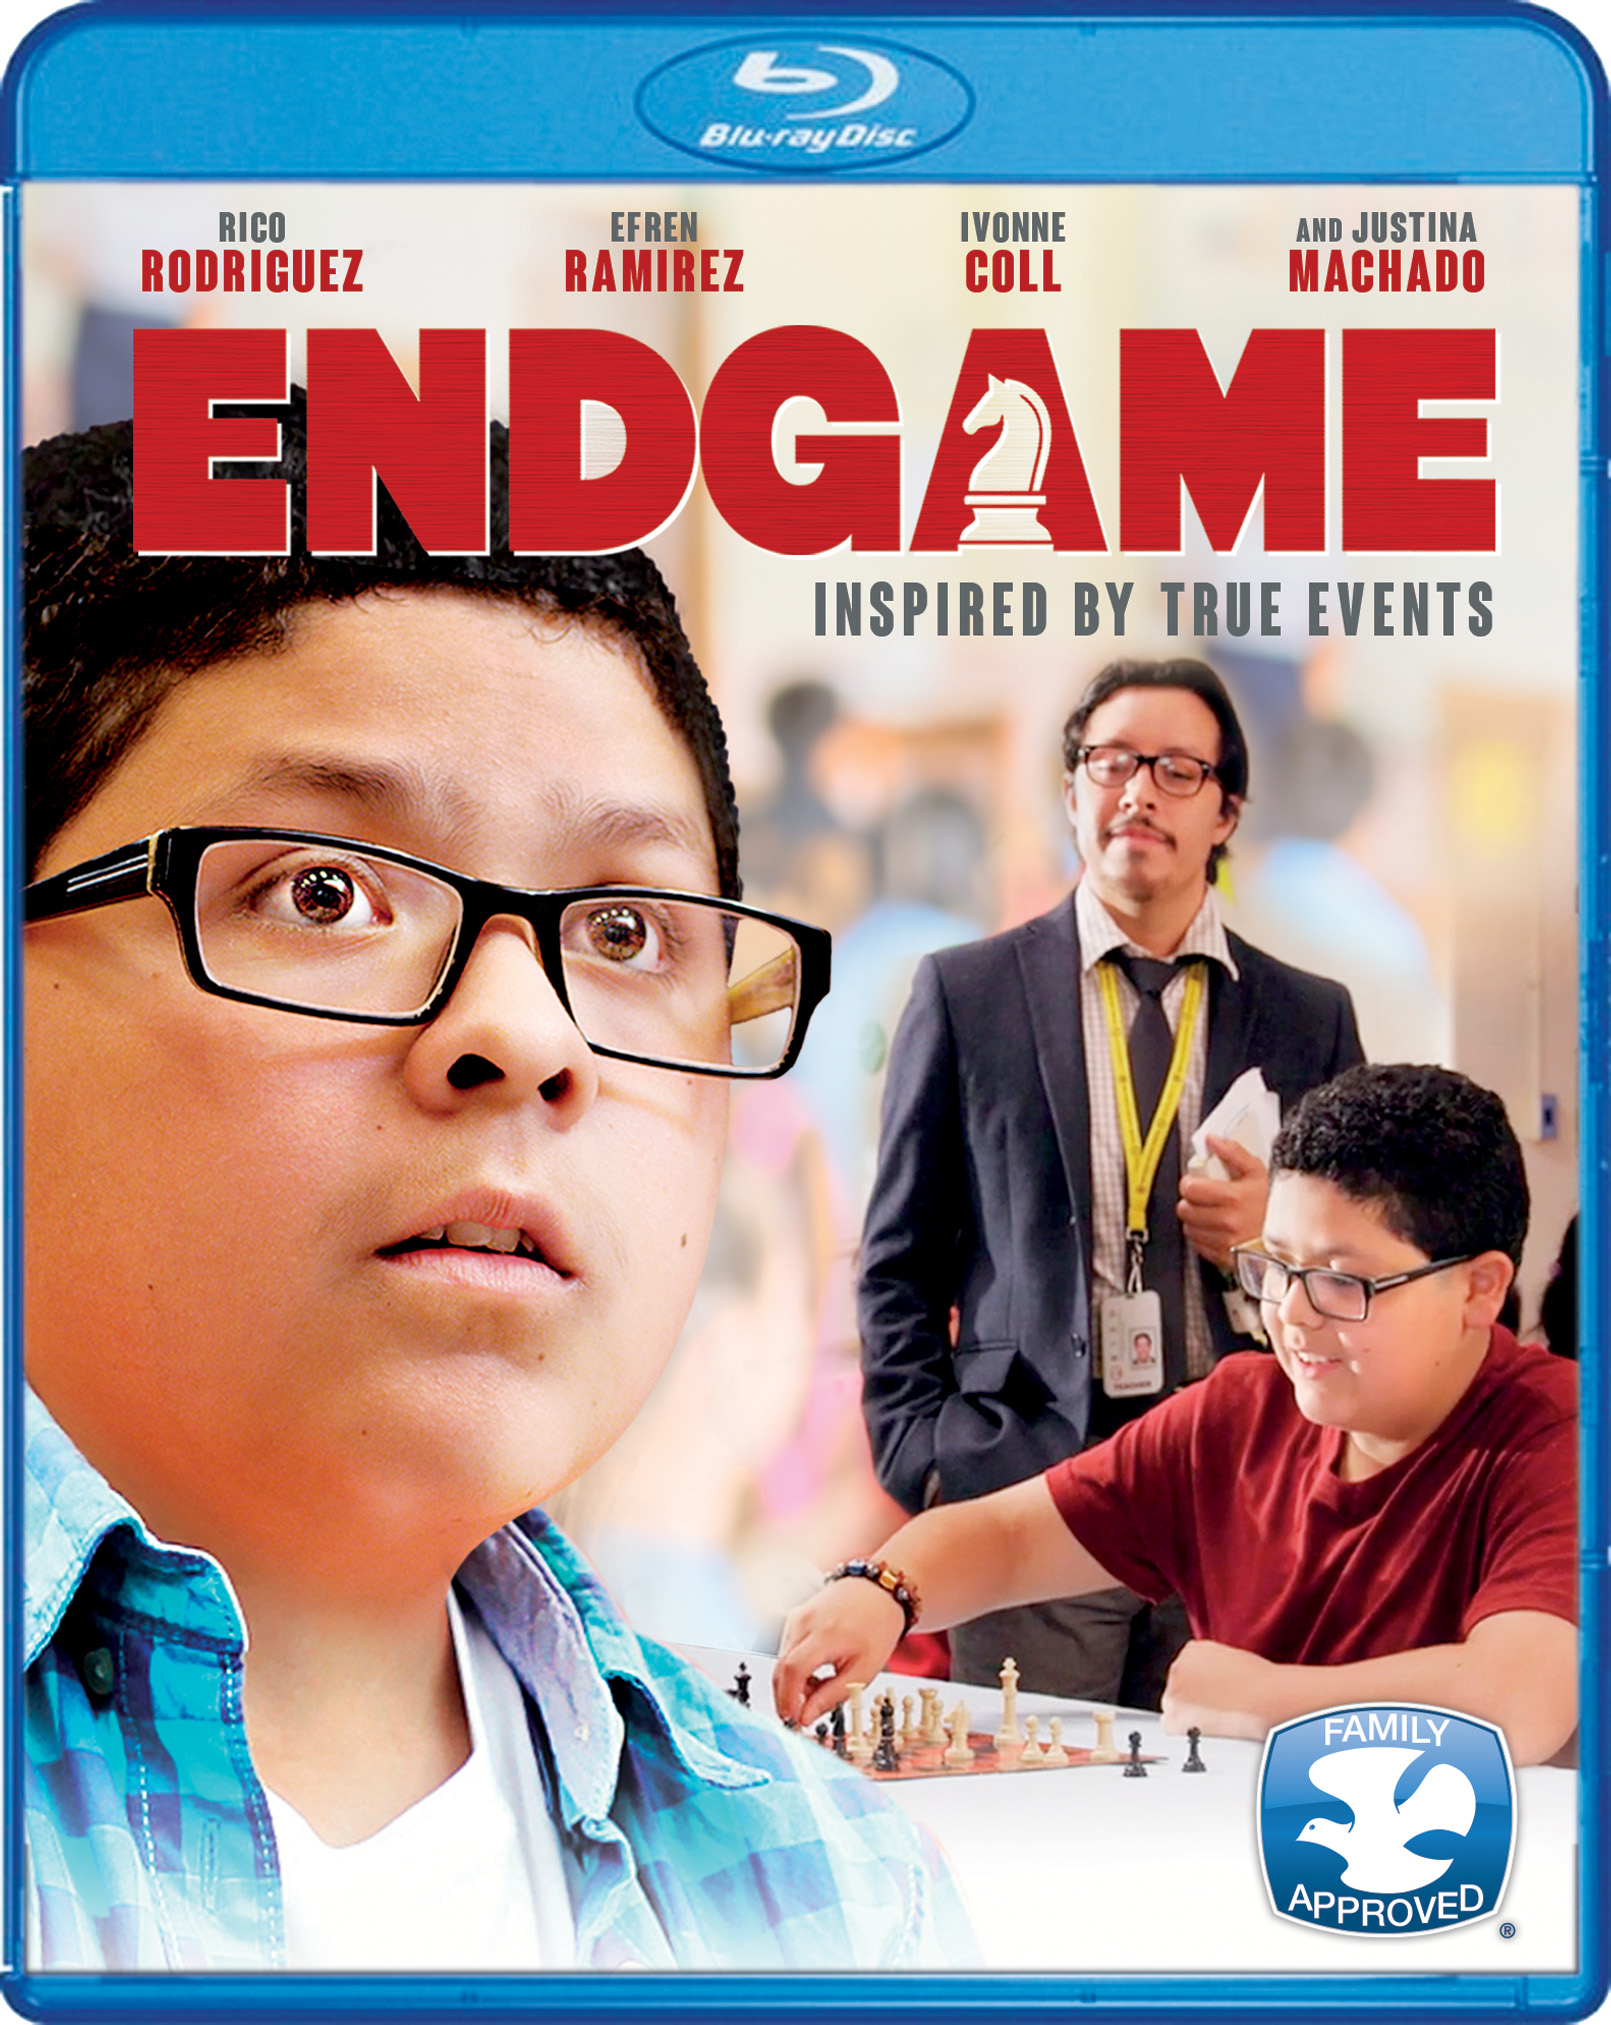 Blu-ray Disc
RICO
RODRIGUEZ
EFREN
RAMIREZ
IVONNE
COLL
AND JUSTINA
MACHADO
ENDGAME
INSPIRED BY TRUE EVENTS
TEACHER
FAMILY
APPROVED
®